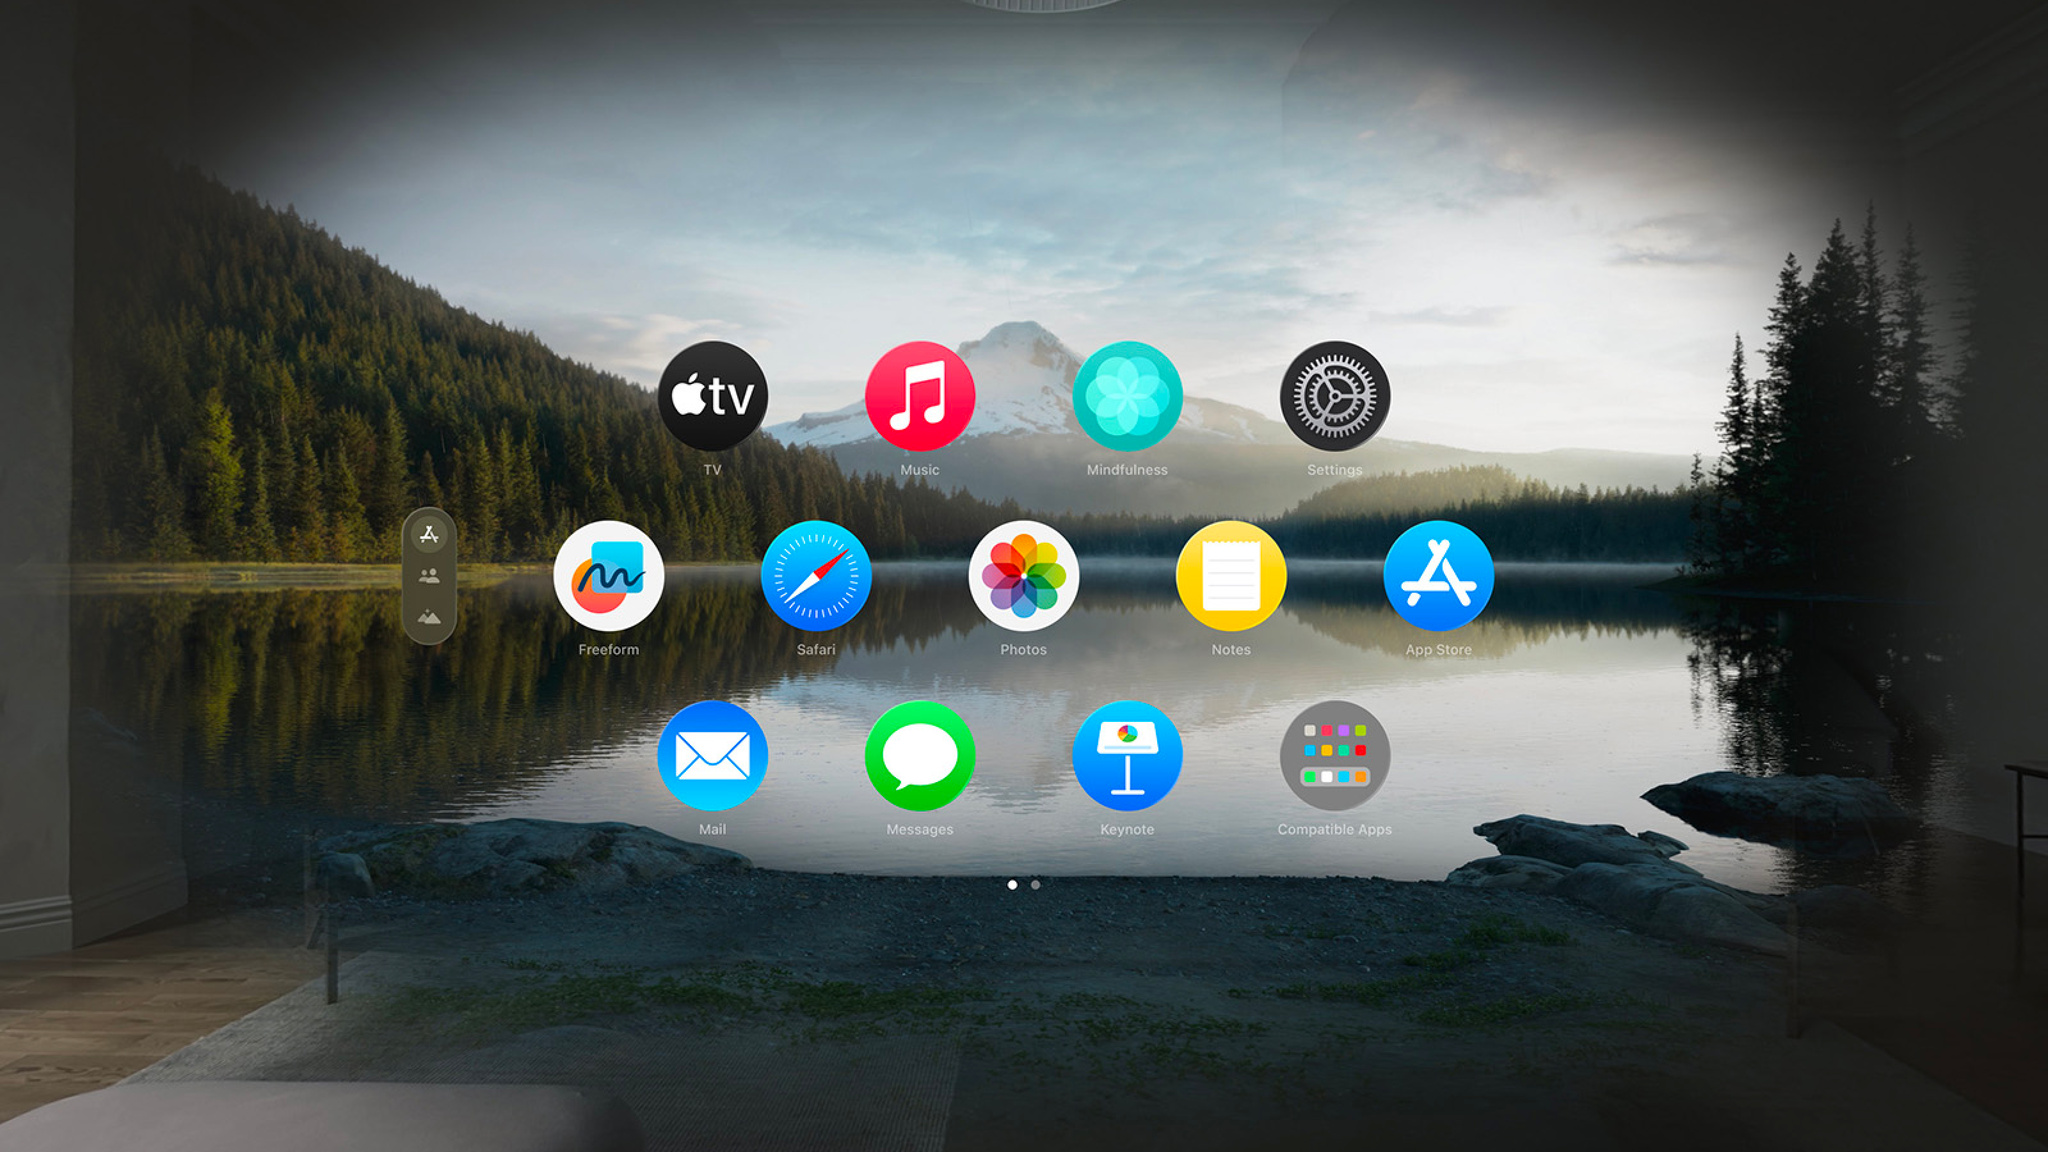 tv
TV
Music
Mindfulness
Settings
Freeform
Safari
Photos
Notes
App Store
Mail
Messages
Keynote
Compatible Apps